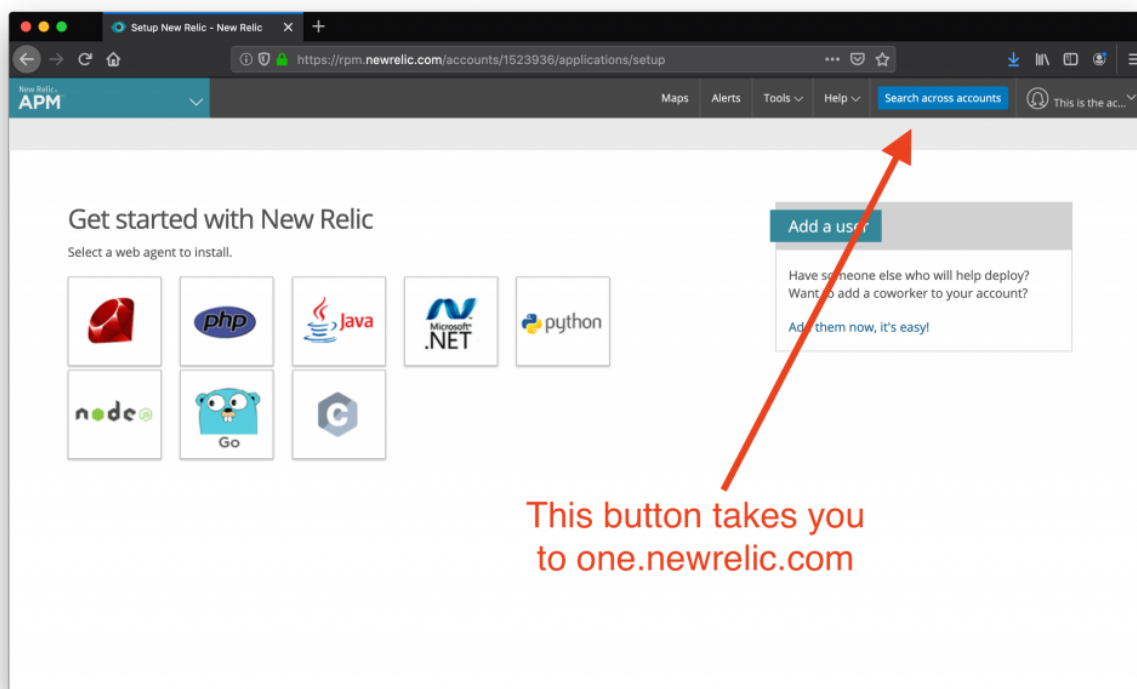 Setup New Relic - New Relic
https://rpm.newrelic.com/accounts/1523936/applications/setup
New Relic.
APM
Maps
Alerts
Tools
Help
Search across accounts
This is the ac...
Get started with New Relic
Select a web agent to install.
Add a user
Have someone else who will help deploy?
Want to add a coworker to your account?
Add them now, it's easy!
php
Java
Microsoft
.NET
python
node
JS
Go
C
This button takes you
to one.newrelic.com